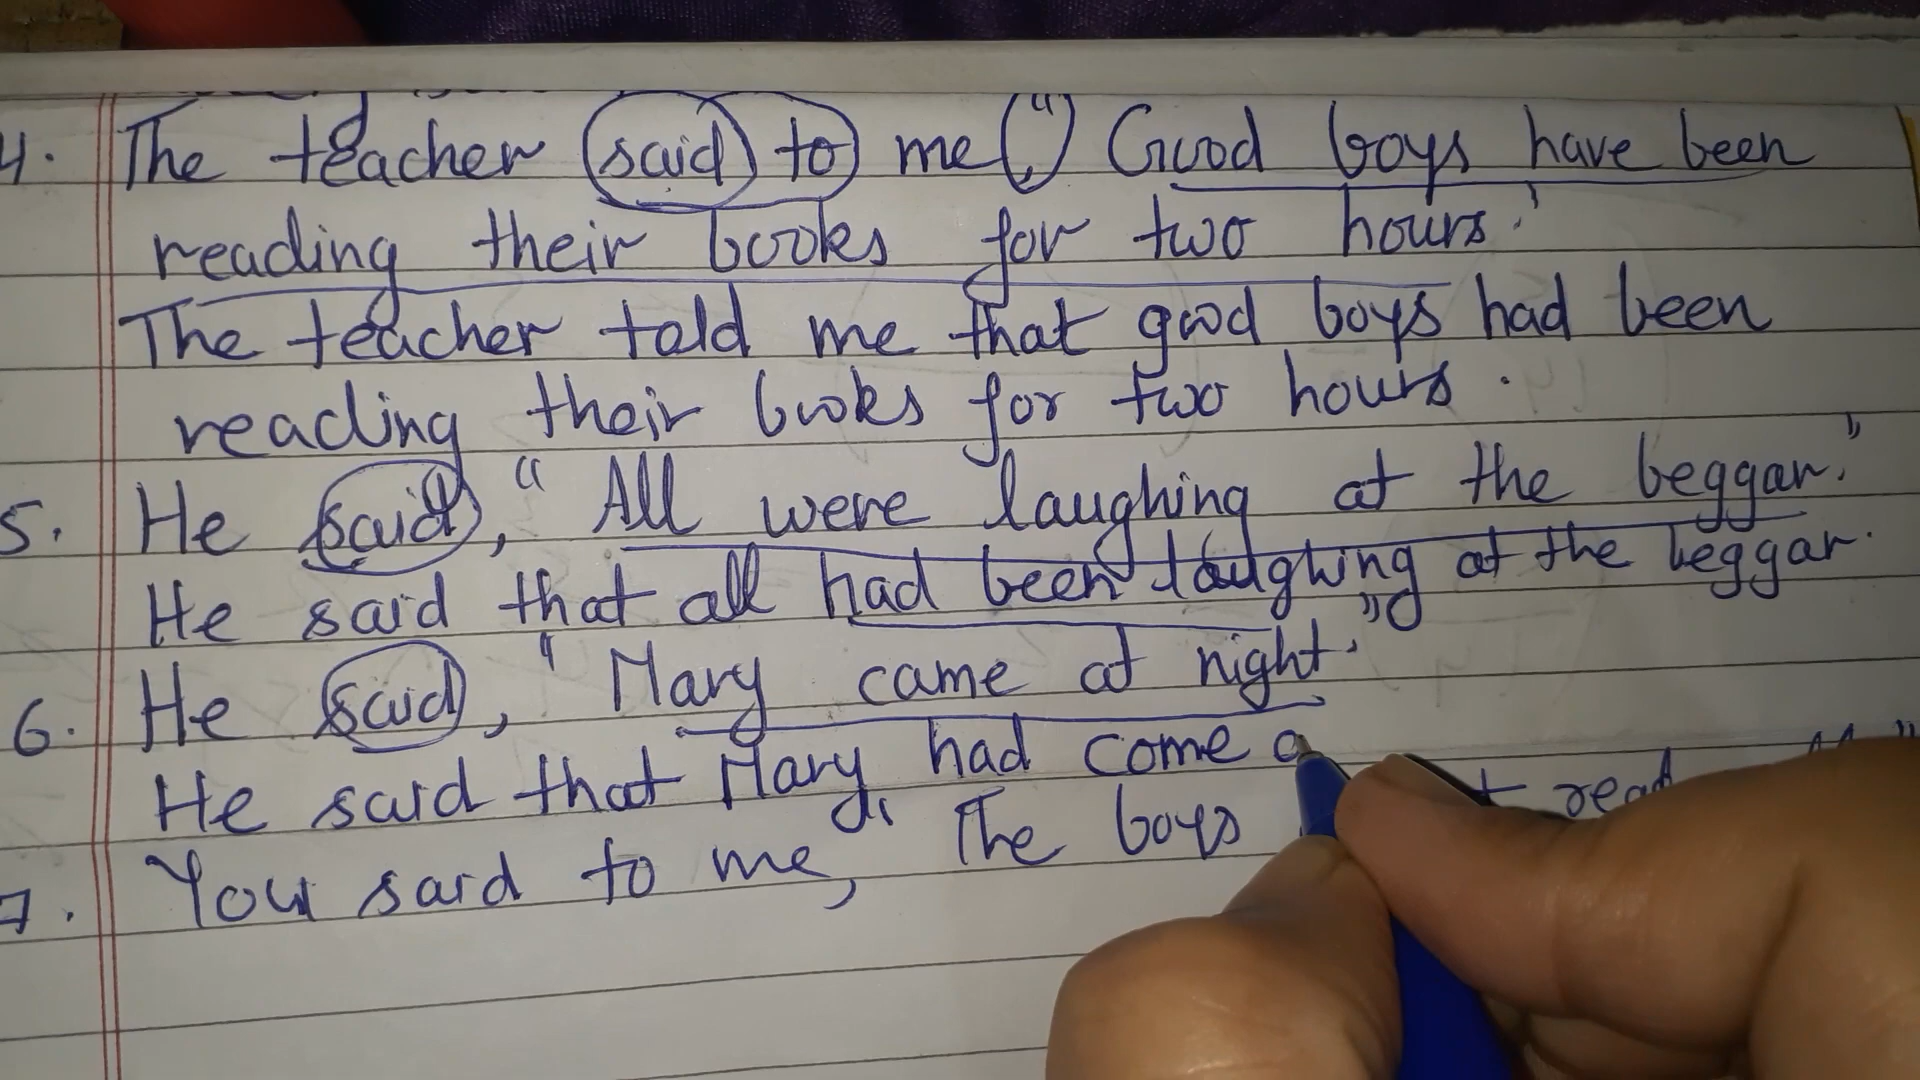 4. The teacher said to me, "Good boys have been
reading their books for two hours."
The teacher told me that good boys had been
reading their books for two hours.
5. He said, "All were laughing at the beggar."
He said that all had been laughing at the beggar.
6. He said, "Mary came at night."
He said that Mary had come
7. You said to me, "The boys read